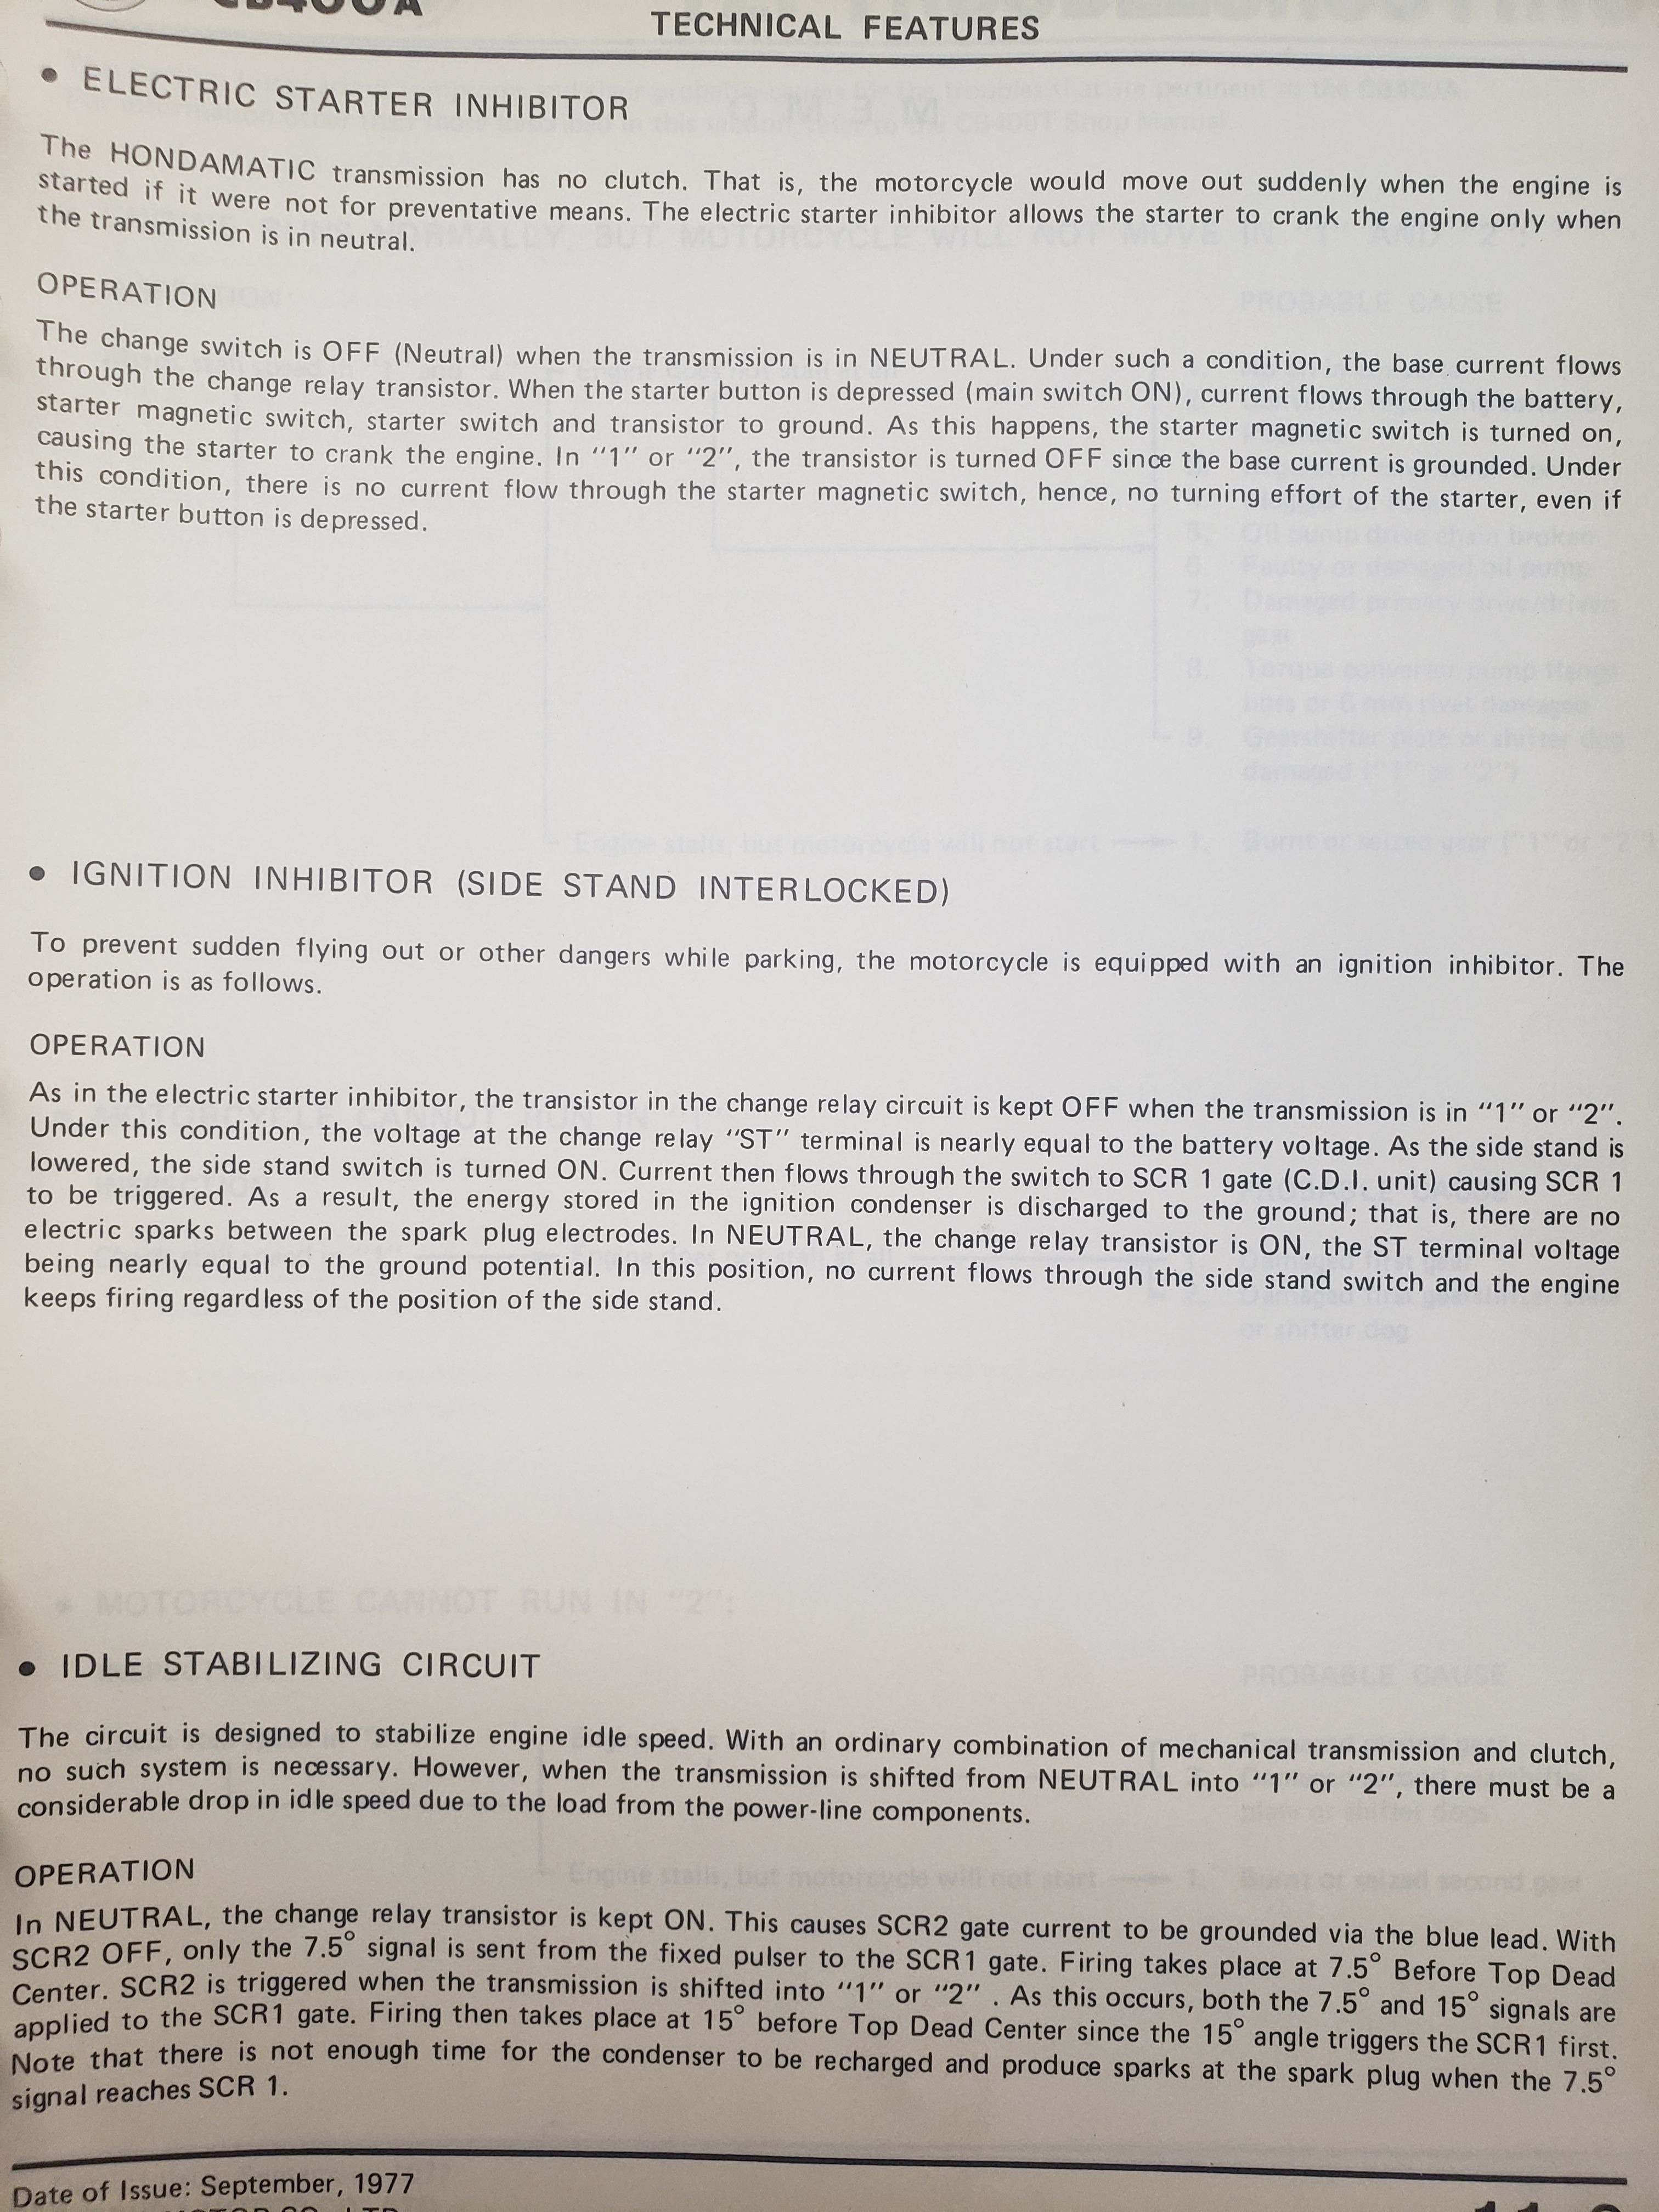 CB400A
TECHNICAL FEATURES
• ELECTRIC STARTER INHIBITOR
The HONDAMATIC transmission has no clutch. That is, the motorcycle would move out suddenly when the engine is
started if it were not for preventative means. The electric starter inhibitor allows the starter to crank the engine only when
the transmission is in neutral.
OPERATION
The change switch is OFF (Neutral) when the transmission is in NEUTRAL. Under such a condition, the base current flows
through the change relay transistor. When the starter button is depressed (main switch ON), current flows through the battery,
starter magnetic switch, starter switch and transistor to ground. As this happens, the starter magnetic switch is turned on,
causing the starter to crank the engine. In "1" or "2", the transistor is turned OFF since the base current is grounded. Under
this condition, there is no current flow through the starter magnetic switch, hence, no turning effort of the starter, even if
the starter button is depressed.
• IGNITION INHIBITOR (SIDE STAND INTERLOCKED)
To prevent sudden flying out or other dangers while parking, the motorcycle is equipped with an ignition inhibitor. The
operation is as follows.
OPERATION
As in the electric starter inhibitor, the transistor in the change relay circuit is kept OFF when the transmission is in "1" or "2".
Under this condition, the voltage at the change relay "ST" terminal is nearly equal to the battery voltage. As the side stand is
lowered, the side stand switch is turned ON. Current then flows through the switch to SCR 1 gate (C.D.I. unit) causing SCR 1
to be triggered. As a result, the energy stored in the ignition condenser is discharged to the ground; that is, there are no
electric sparks between the spark plug electrodes. In NEUTRAL, the change relay transistor is ON, the ST terminal voltage
being nearly equal to the ground potential. In this position, no current flows through the side stand switch and the engine
keeps firing regardless of the position of the side stand.
• IDLE STABILIZING CIRCUIT
The circuit is designed to stabilize engine idle speed. With an ordinary combination of mechanical transmission and clutch,
no such system is necessary. However, when the transmission is shifted from NEUTRAL into "1" or "2", there must be a
considerable drop in idle speed due to the load from the power-line components.
OPERATION
In NEUTRAL, the change relay transistor is kept ON. This causes SCR2 gate current to be grounded via the blue lead. With
SCR2 OFF, only the 7.5° signal is sent from the fixed pulser to the SCR1 gate. Firing takes place at 7.5° Before Top Dead
Center. SCR2 is triggered when the transmission is shifted into "1" or "2" . As this occurs, both the 7.5° and 15° signals are
applied to the SCR1 gate. Firing then takes place at 15° before Top Dead Center since the 15° angle triggers the SCR1 first.
Note that there is not enough time for the condenser to be recharged and produce sparks at the spark plug when the 7.5°
signal reaches SCR 1.
Date of Issue: September, 1977